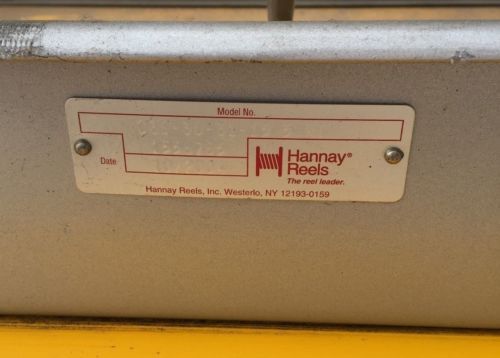 Model No.
Date
Hannay®
Reels
The reel leader.
Hannay Reels, Inc. Westerlo, NY 12193-0159